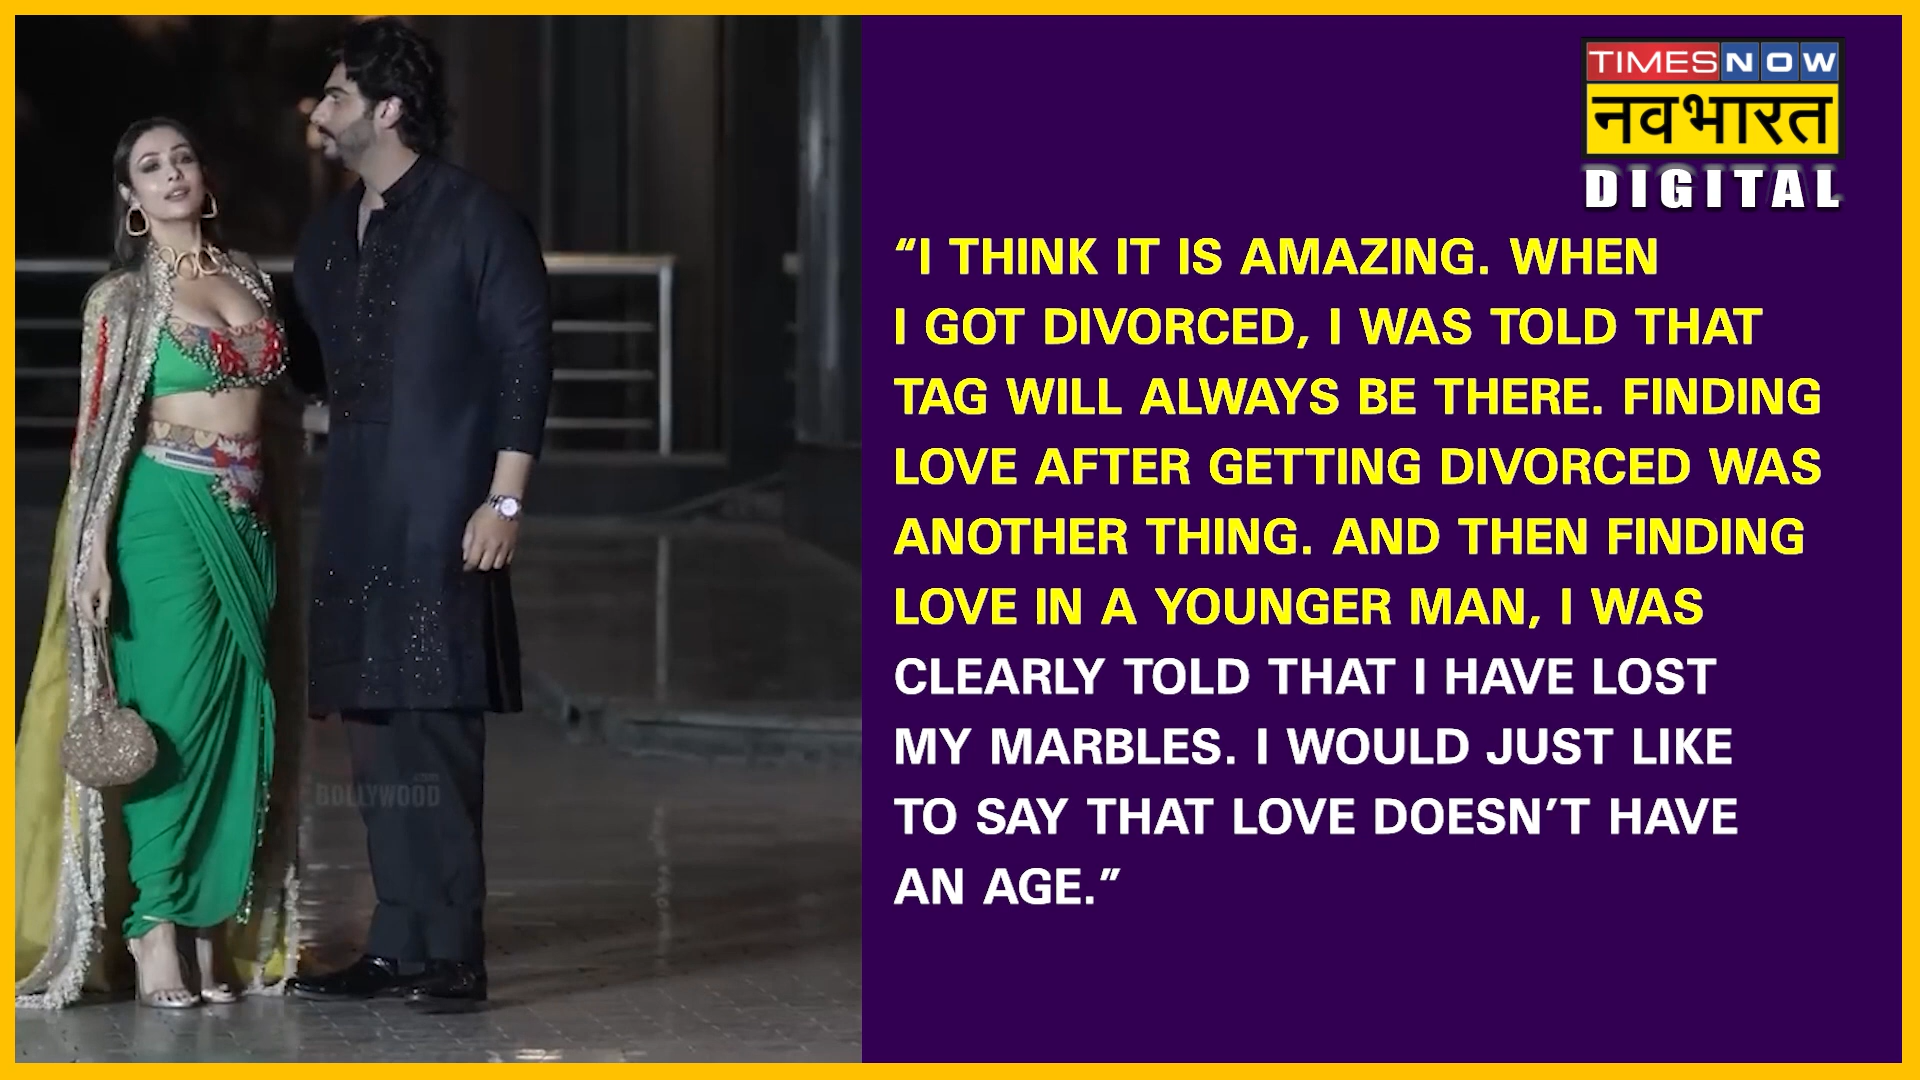 TIMES NOW
नवभारत
DIGITAL
“I THINK IT IS AMAZING. WHEN
I GOT DIVORCED, I WAS TOLD THAT
TAG WILL ALWAYS BE THERE. FINDING
LOVE AFTER GETTING DIVORCED WAS
ANOTHER THING. AND THEN FINDING
LOVE IN A YOUNGER MAN, I WAS
CLEARLY TOLD THAT I HAVE LOST
MY MARBLES. I WOULD JUST LIKE
TO SAY THAT LOVE DOESN’T HAVE
AN AGE.”
BOLLYWOOD